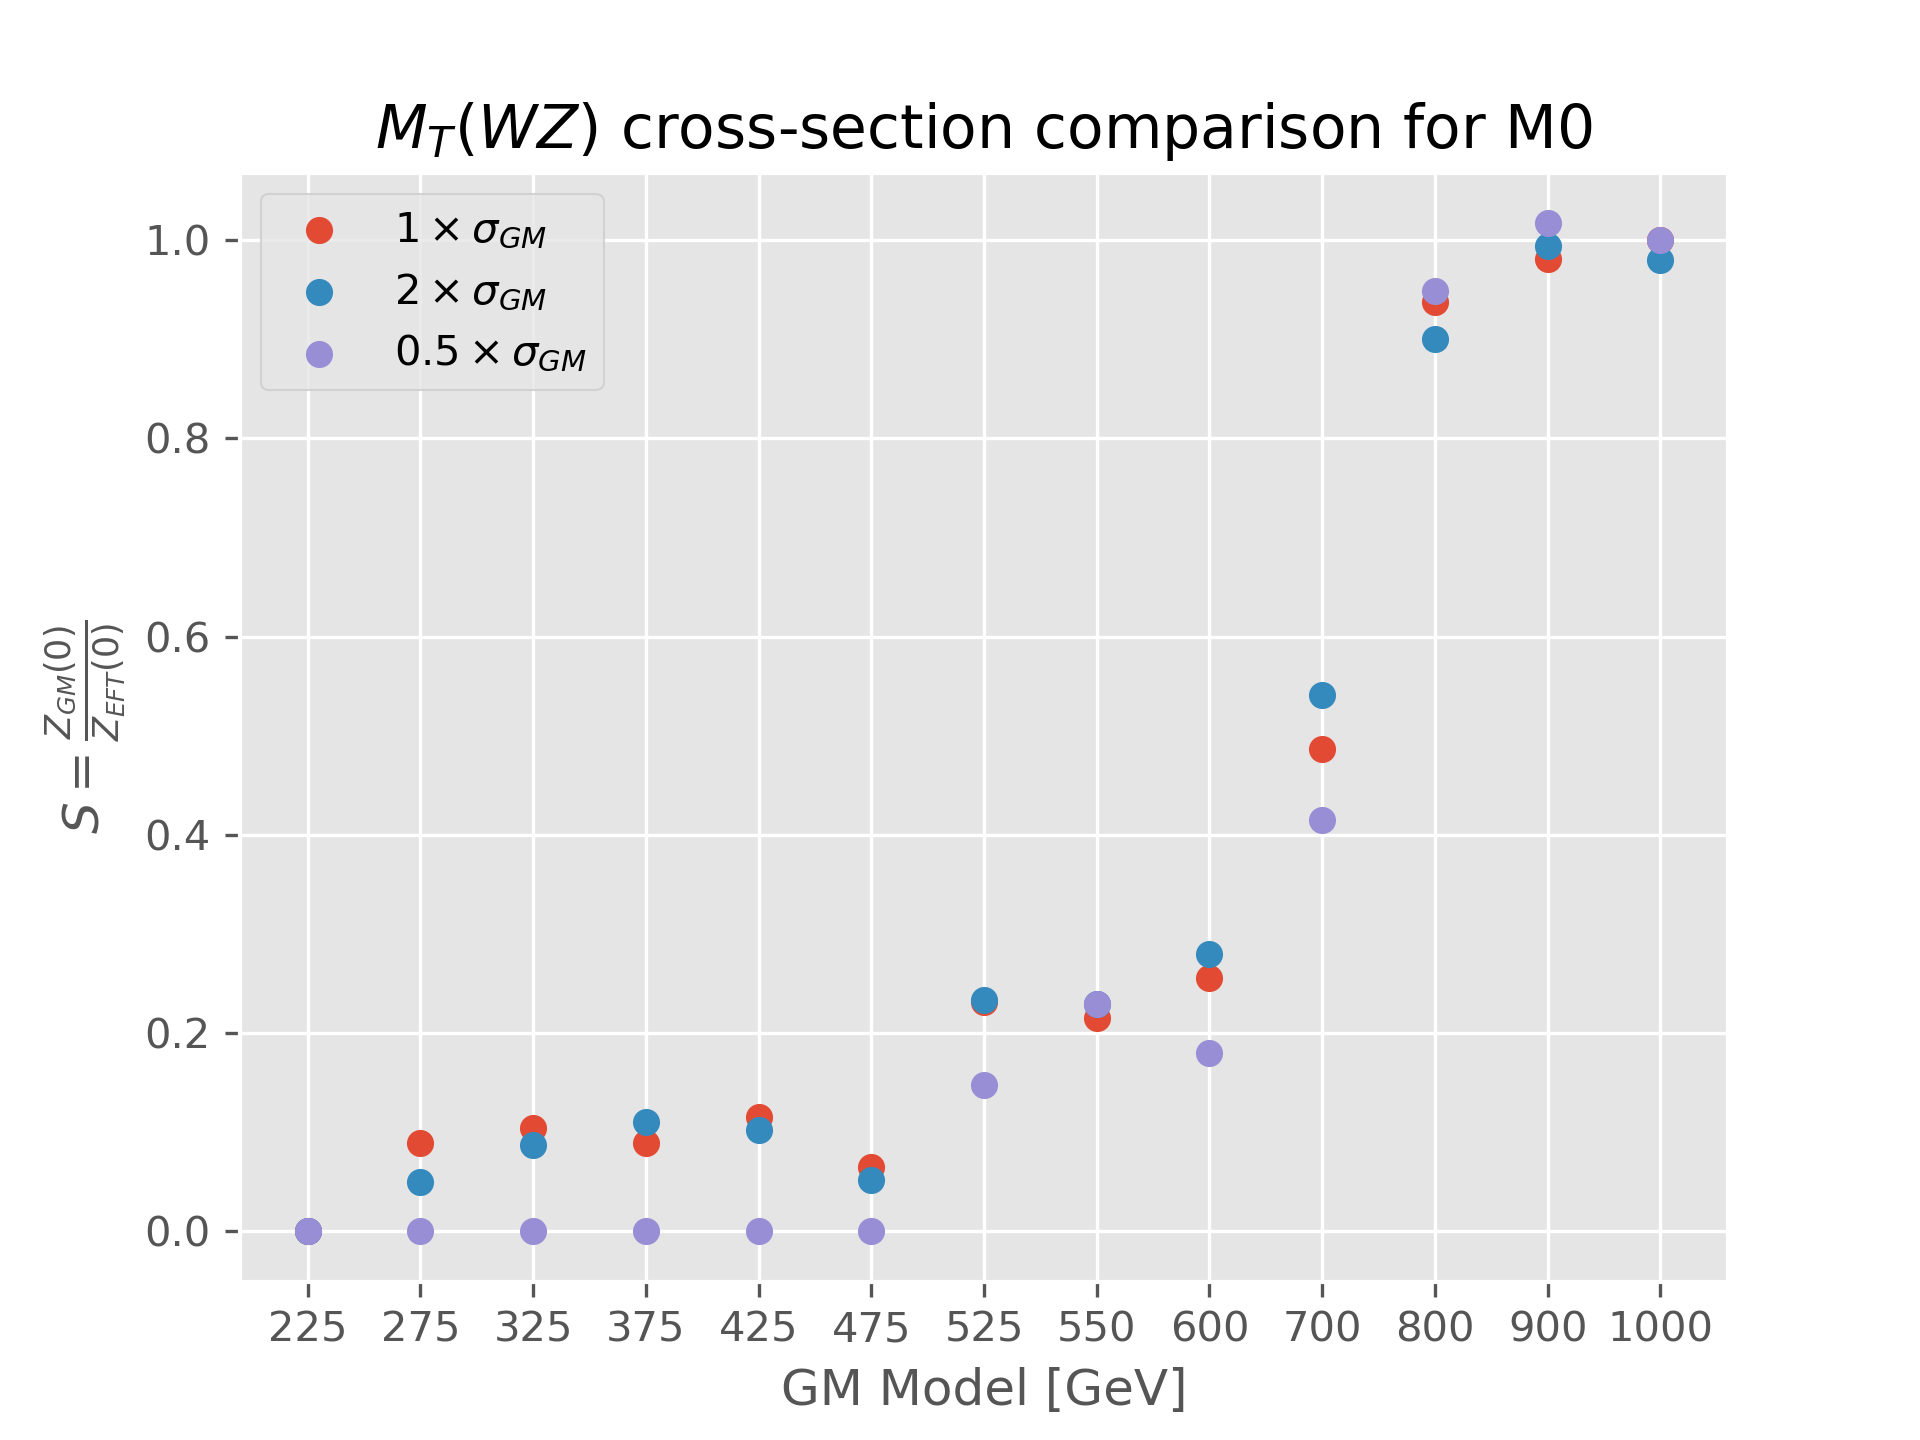 M_T(WZ) cross-section comparison for M0
1 × σ_GM
2 × σ_GM
0.5 × σ_GM
1.0
0.8
0.6
0.4
0.2
0.0
S = Z_GM(0) / Z_EFT(0)
225 275 325 375 425 475 525 550 600 700 800 900 1000
GM Model [GeV]